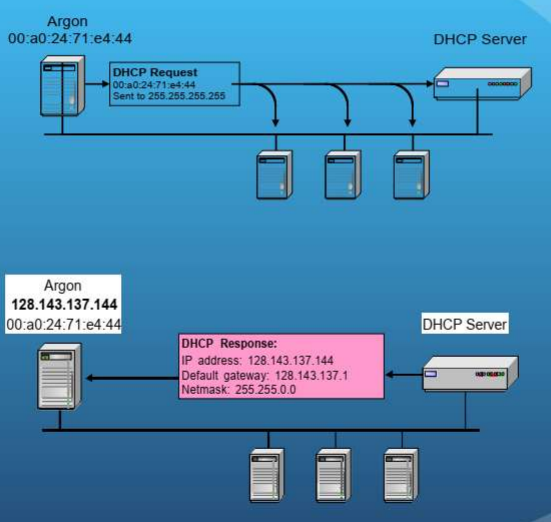 Argon
00:a0:24:71:e4:44
DHCP Server
DHCP Request
00:a0:24:71:e4:44
Sent to 255.255.255.255
Argon
128.143.137.144
00:a0:24:71:e4:44
DHCP Server
DHCP Response:
IP address: 128.143.137.144
Default gateway: 128.143.137.1
Netmask: 255.255.0.0